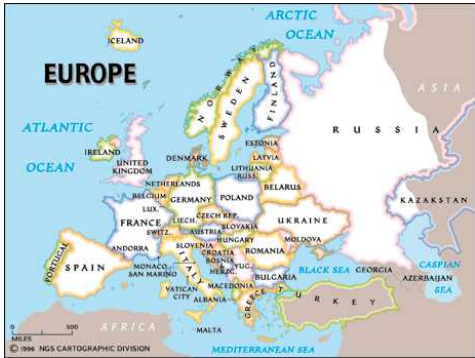 ARCTIC
OCEAN
ICELAND
EUROPE
NORWAY
SWEDEN
FINLAND
ASIA
RUSSIA
ATLANTIC
OCEAN
ESTONIA
LATVIA
LITHUANIA
RUSS.
IRELAND
UNITED
KINGDOM
DENMARK
NETHERLANDS
BELGIUM
GERMANY
POLAND
BELARUS
KAZAKSTAN
LUX.
FRANCE
LIECH.
CZECH REP.
SLOVAKIA
UKRAINE
SWITZ.
AUSTRIA
HUNGARY
MOLDOVA
SLOVENIA
CROATIA
ROMANIA
ANDORRA
BOSNIA
HERZG.
YUG.
PORTUGAL
SPAIN
MONACO
SAN MARINO
ITALY
BULGARIA
BLACK SEA
GEORGIA
CASPIAN
SEA
AZERBAIJAN
VATICAN
CITY
MACEDONIA
ALBANIA
GREECE
TURKEY
AFRICA
MALTA
MEDITERRANEAN SEA
0 500
MILES
© 1996 NGS CARTOGRAPHIC DIVISION